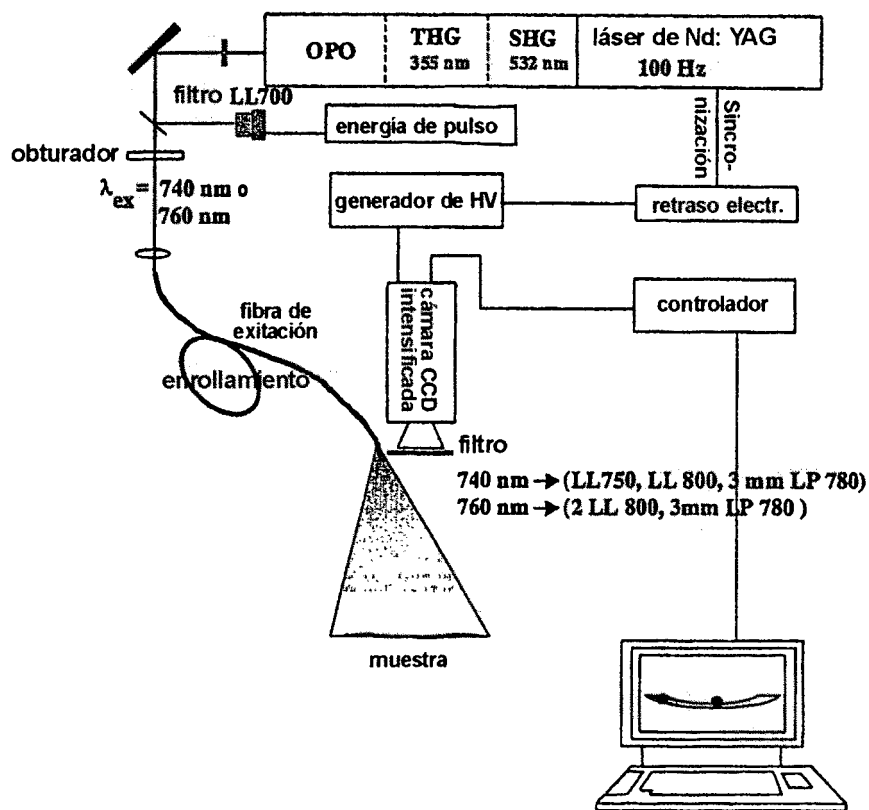 OPO
THG
355 nm
SHG
532 nm
láser de Nd: YAG
100 Hz
filtro LL700
energía de pulso
obturador
Sincro-
nización
λex = 740 nm o
760 nm
generador de HV
retraso electr.
cámara CCD
intensificada
controlador
fibra de
exitación
enrollamiento
filtro
740 nm → (LL750, LL 800, 3 mm LP 780)
760 nm → (2 LL 800, 3mm LP 780 )
muestra